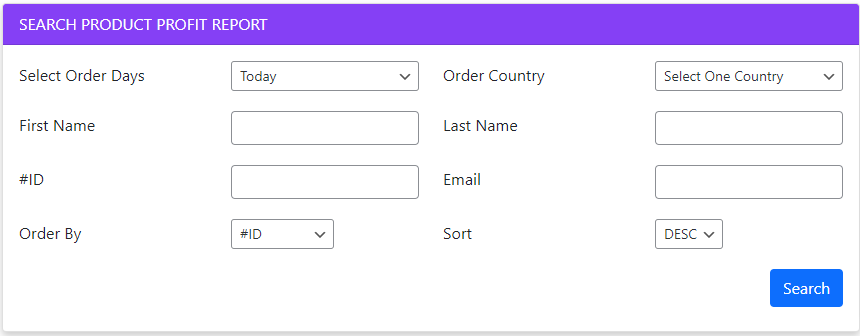 SEARCH PRODUCT PROFIT REPORT
Select Order Days Today Order Country Select One Country
First Name Last Name
#ID Email
Order By #ID Sort DESC
Search